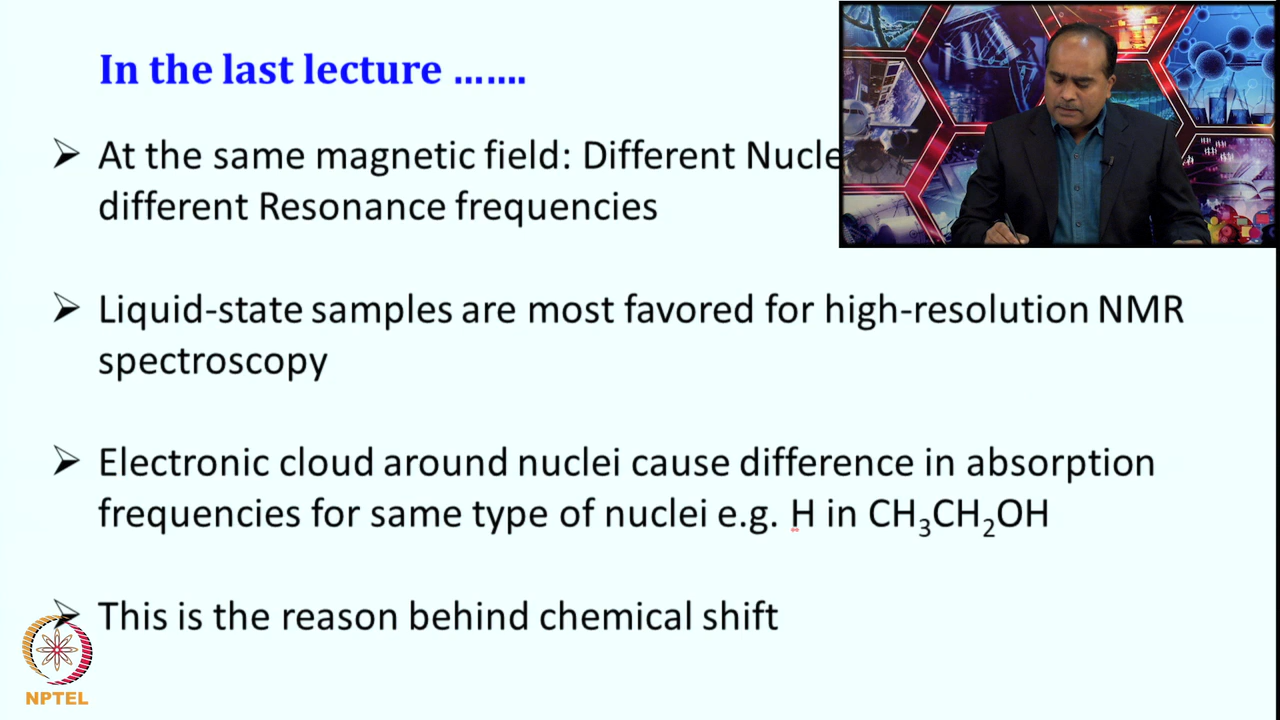 In the last lecture …....
➢ At the same magnetic field: Different Nucle
different Resonance frequencies
➢ Liquid-state samples are most favored for high-resolution NMR
spectroscopy
➢ Electronic cloud around nuclei cause difference in absorption
frequencies for same type of nuclei e.g. H in CH₃CH₂OH
➢ This is the reason behind chemical shift
NPTEL